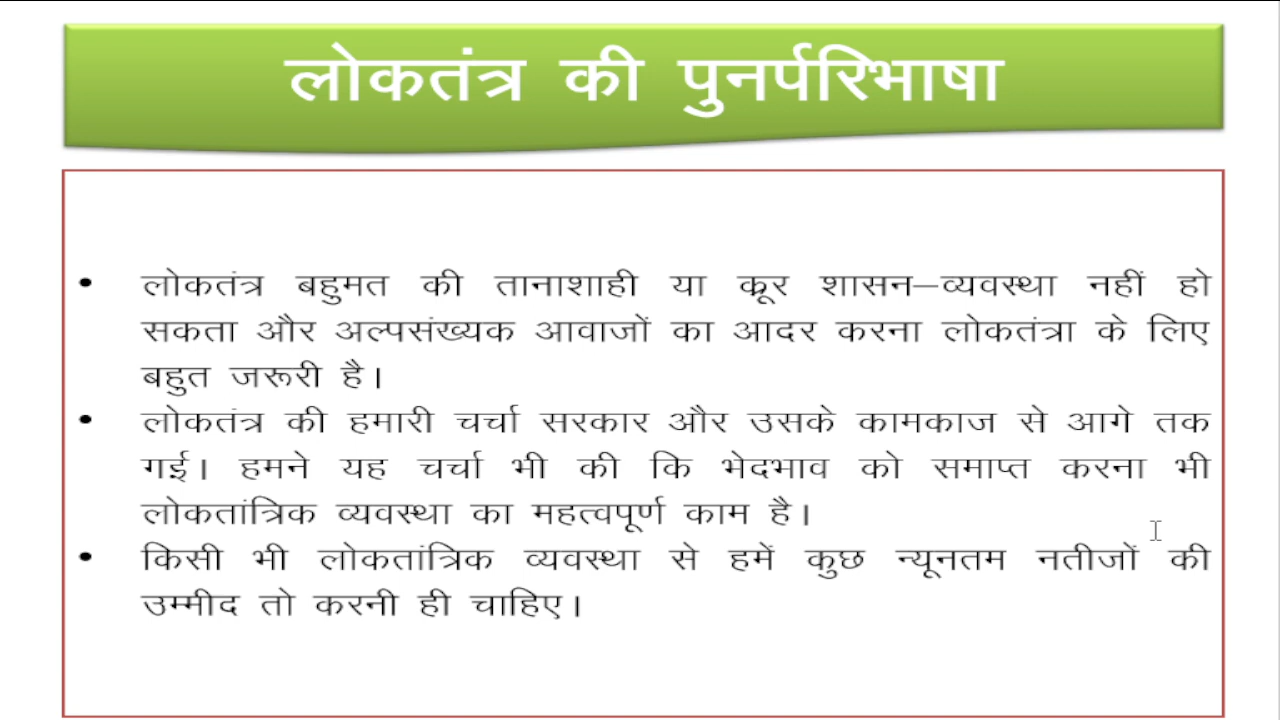 लोकतंत्र की पुनर्परिभाषा
• लोकतंत्र बहुमत की तानाशाही या क्रूर शासन–व्यवस्था नहीं हो
सकता और अल्पसंख्यक आवाजों का आदर करना लोकतंत्रा के लिए
बहुत जरूरी है।
• लोकतंत्र की हमारी चर्चा सरकार और उसके कामकाज से आगे तक
गई। हमने यह चर्चा भी की कि भेदभाव को समाप्त करना भी
लोकतांत्रिक व्यवस्था का महत्वपूर्ण काम है।
• किसी भी लोकतांत्रिक व्यवस्था से हमें कुछ न्यूनतम नतीजों की
उम्मीद तो करनी ही चाहिए।